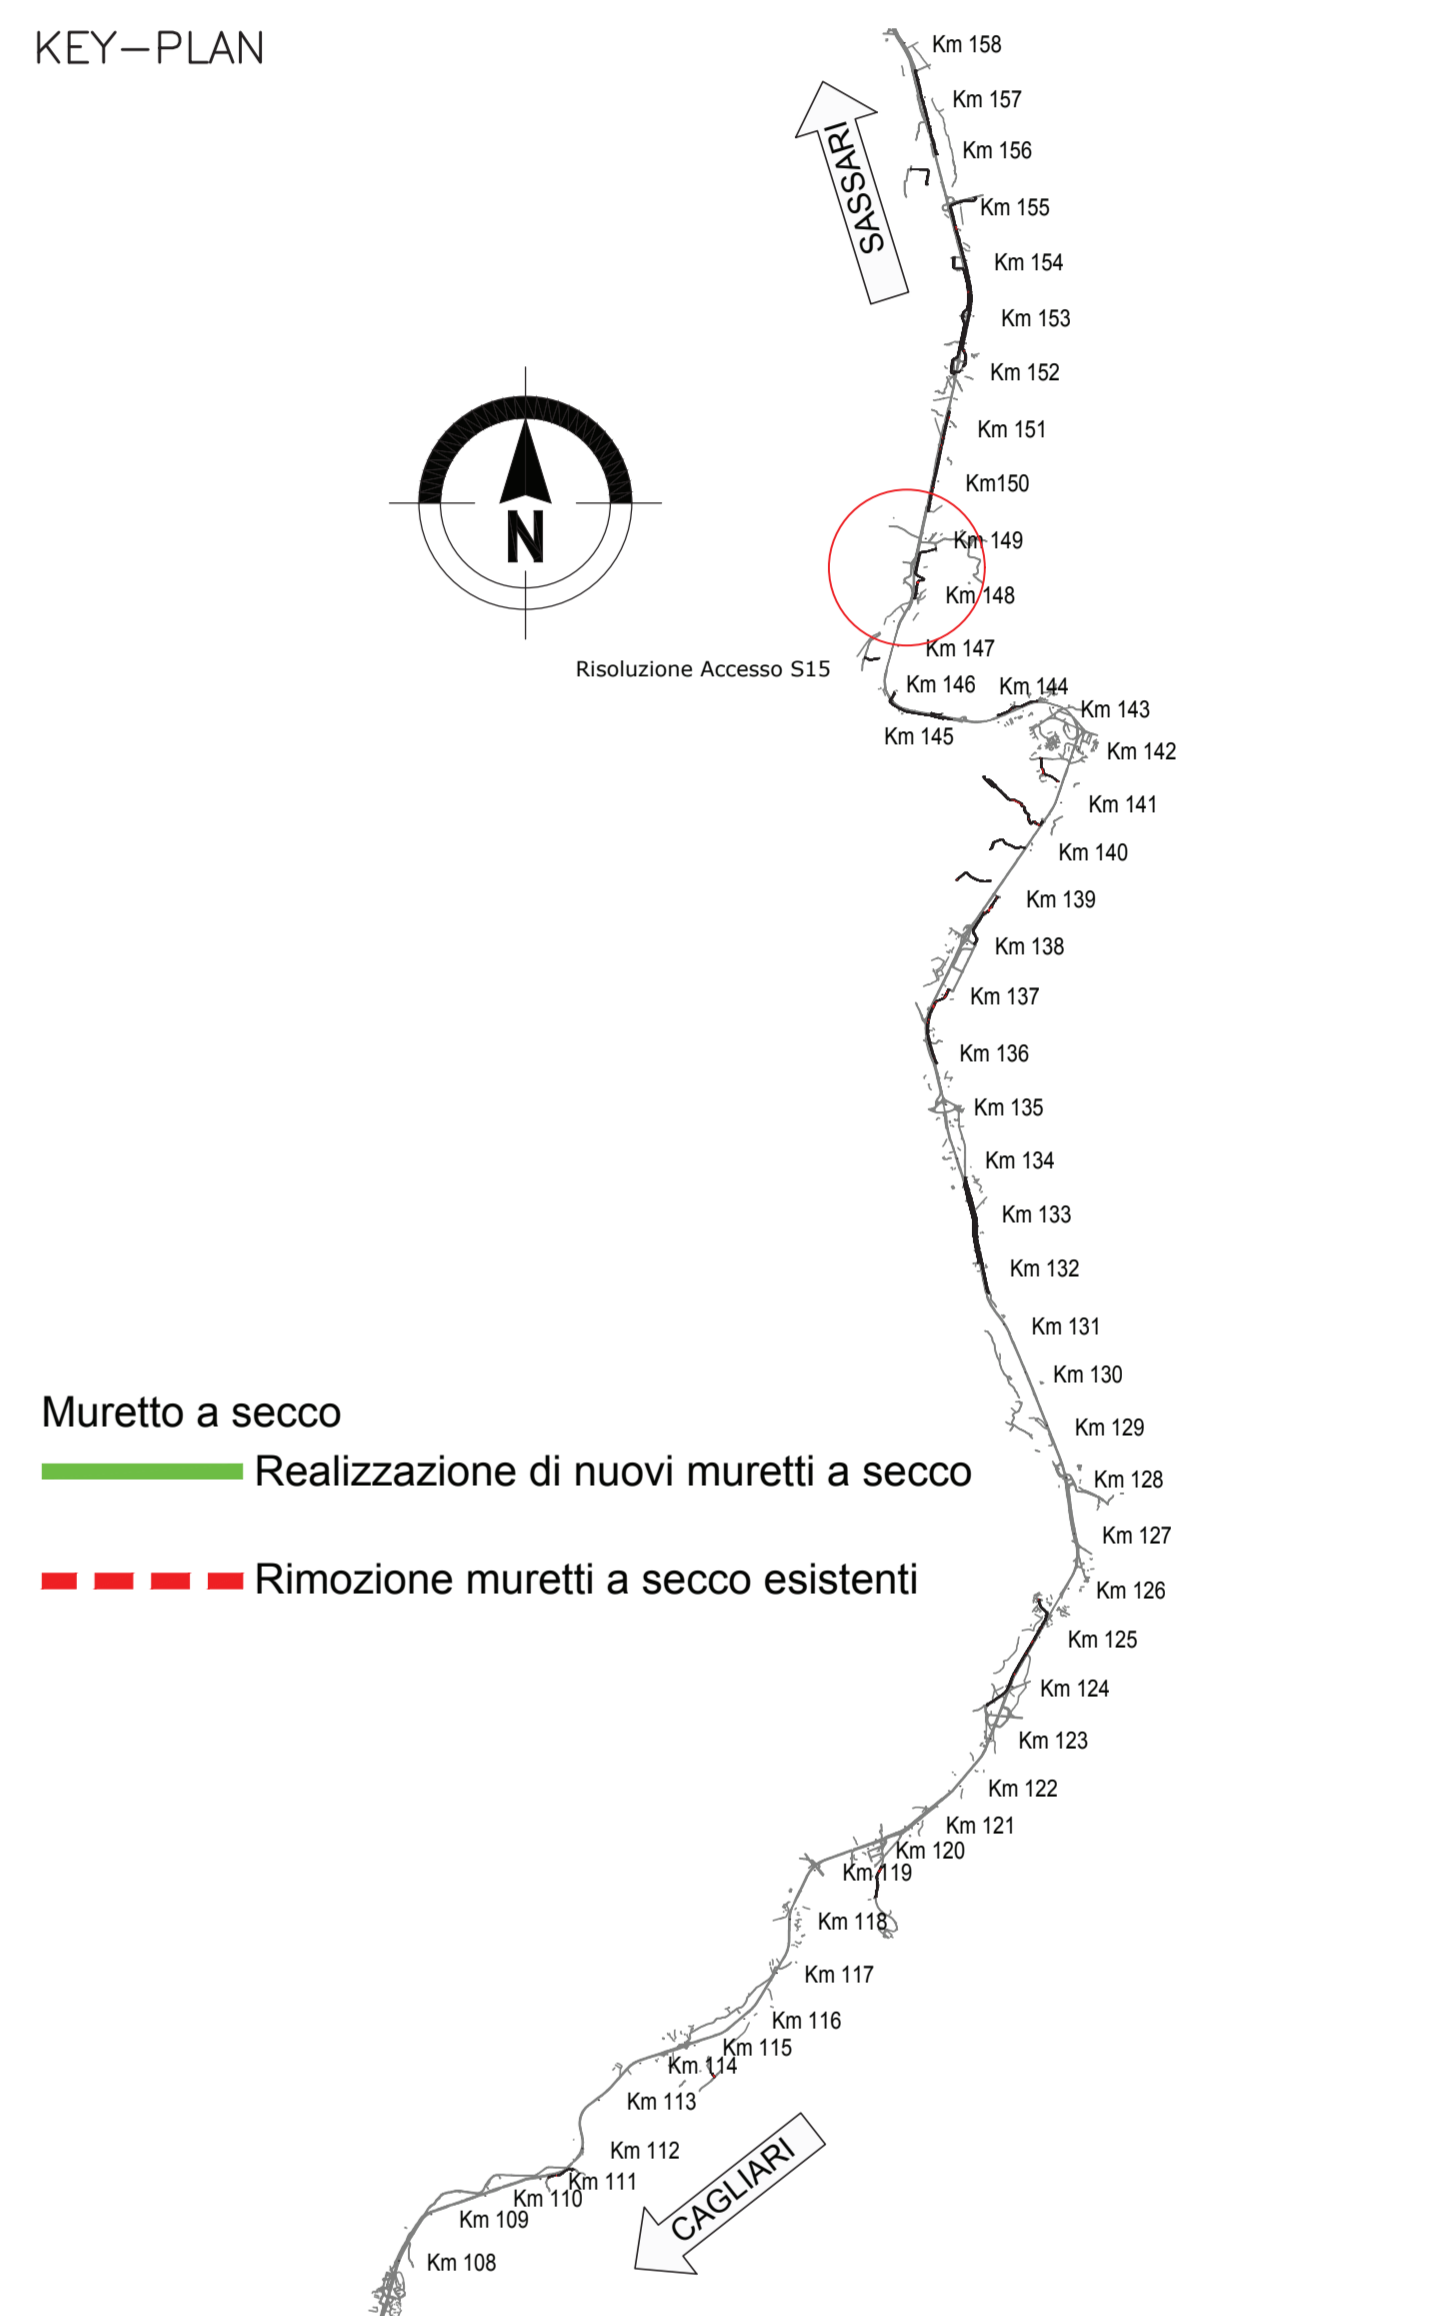 KEY-PLAN
Km 158
Km 157
SASSARI
Km 156
Km 155
Km 154
Km 153
Km 152
Km 151
Km150
N
Km 149
Km 148
Km 147
Risoluzione Accesso S15
Km 146
Km 144
Km 143
Km 145
Km 142
Km 141
Km 140
Km 139
Km 138
Km 137
Km 136
Km 135
Km 134
Km 133
Km 132
Km 131
Km 130
Muretto a secco
Km 129
Realizzazione di nuovi muretti a secco
Km 128
Km 127
Rimozione muretti a secco esistenti
Km 126
Km 125
Km 124
Km 123
Km 122
Km 121
Km 120
Km 119
Km 118
Km 117
Km 116
Km 115
Km 114
Km 113
Km 112
CAGLIARI
Km 111
Km 110
Km 109
Km 108